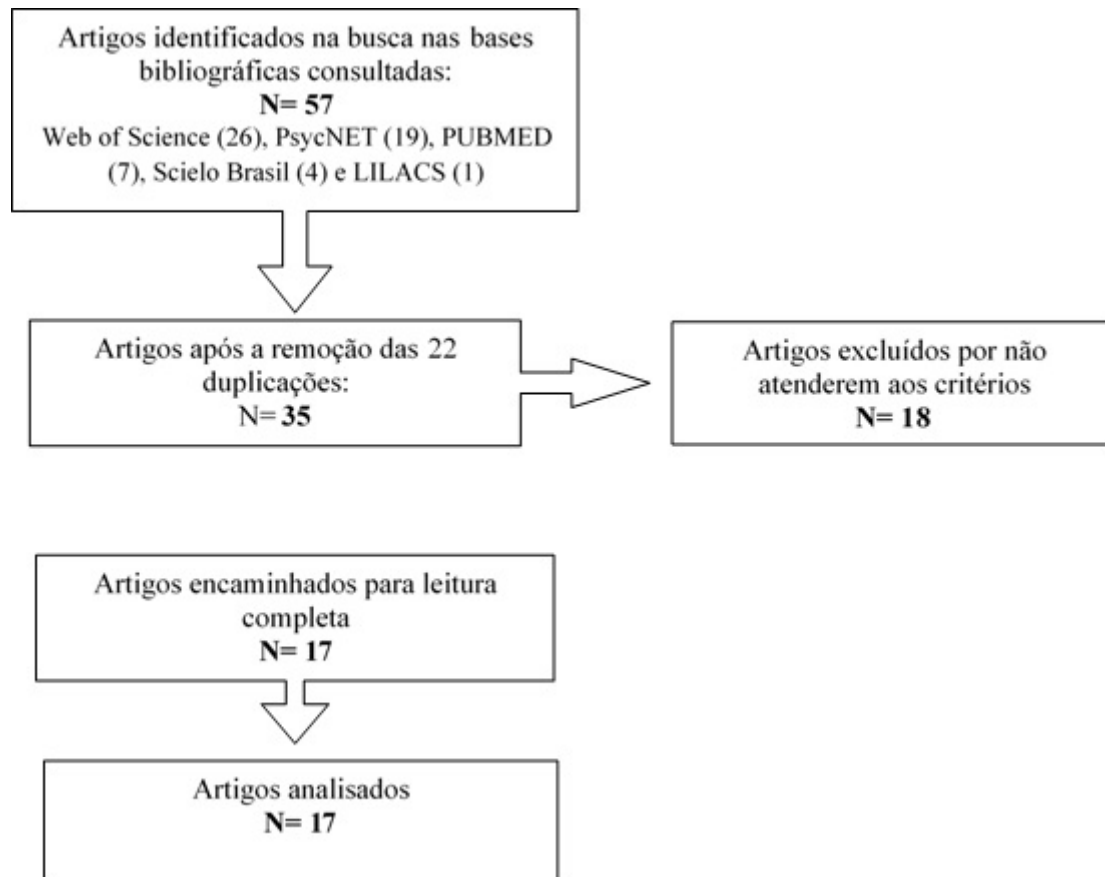 Artigos identificados na busca nas bases
bibliográficas consultadas:
N= 57
Web of Science (26), PsycNET (19), PUBMED
(7), Scielo Brasil (4) e LILACS (1)
Artigos após a remoção das 22
duplicações:
N= 35
Artigos excluídos por não
atenderem aos critérios
N= 18
Artigos encaminhados para leitura
completa
N= 17
Artigos analisados
N= 17